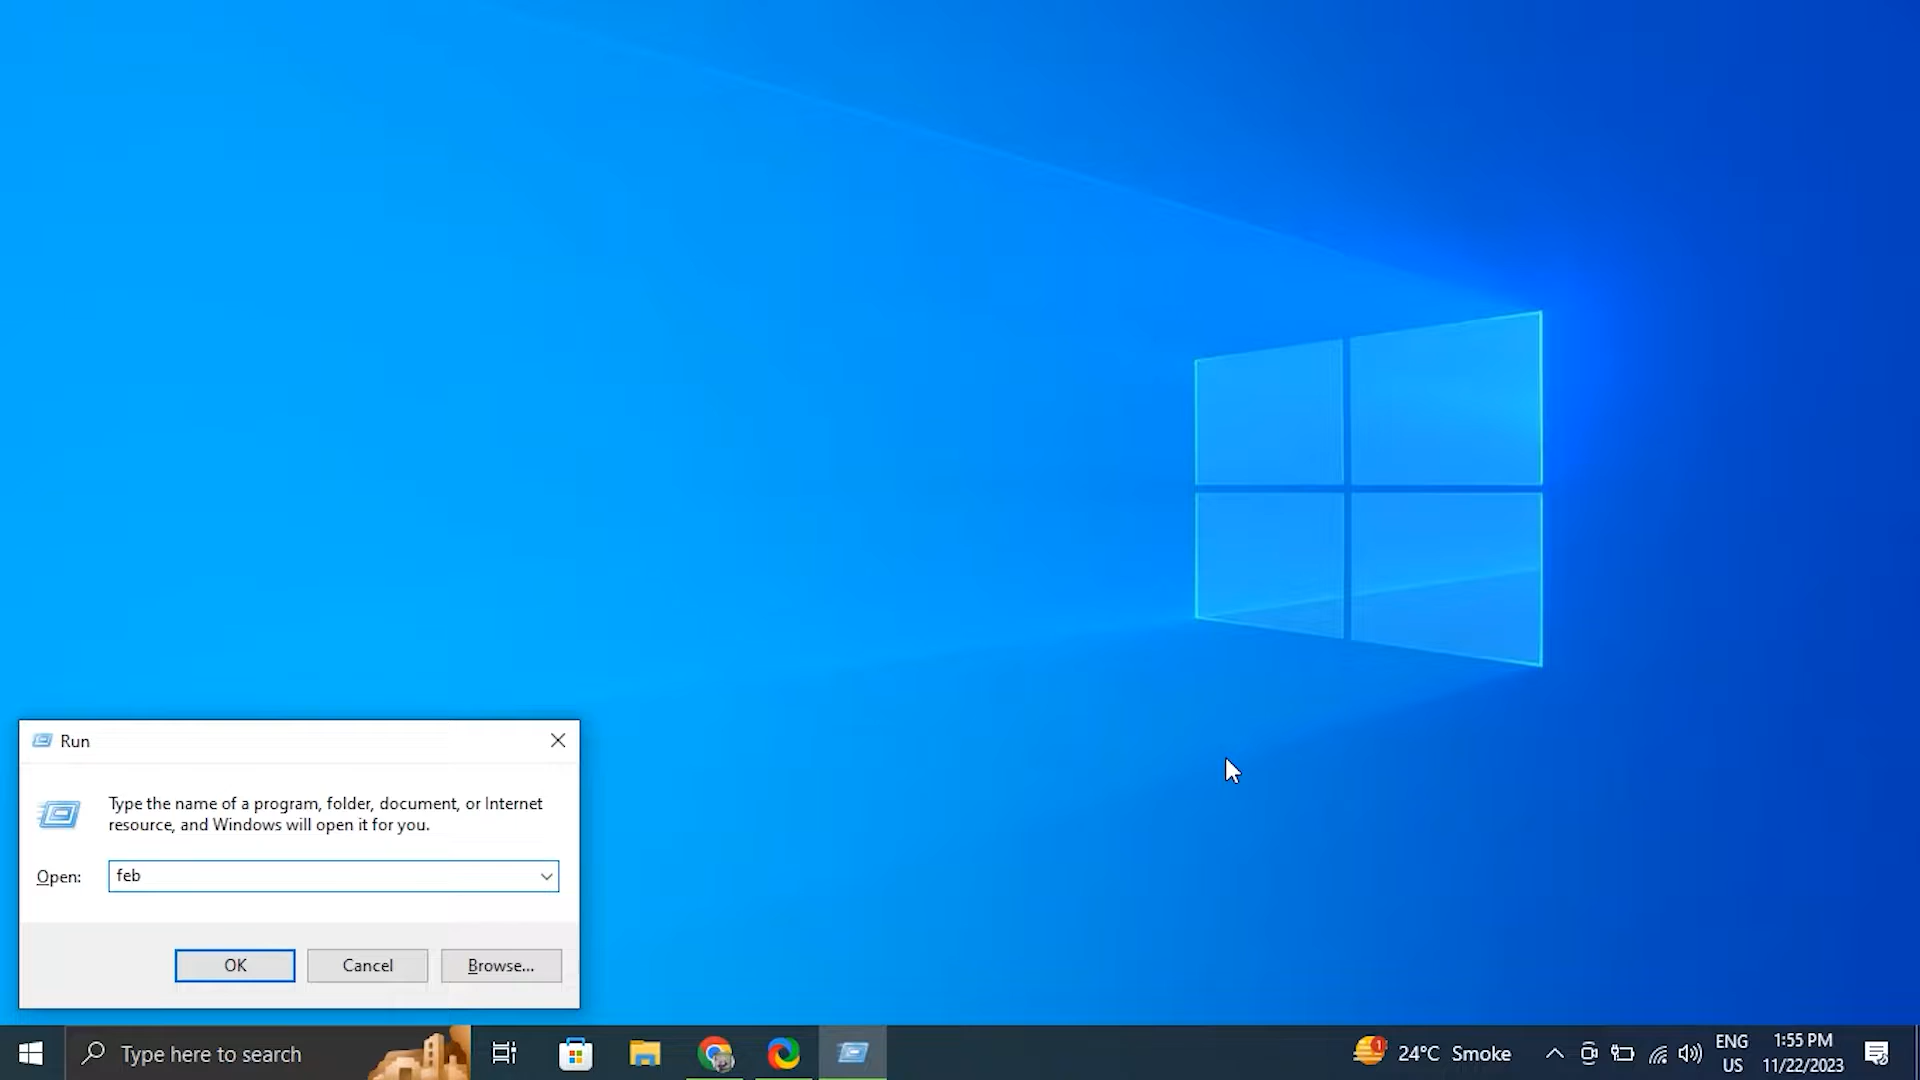 Run
Type the name of a program, folder, document, or Internet
resource, and Windows will open it for you.
Open: feb
OK Cancel Browse...
Type here to search
1
24°C Smoke
ENG
US
1:55 PM
11/22/2023